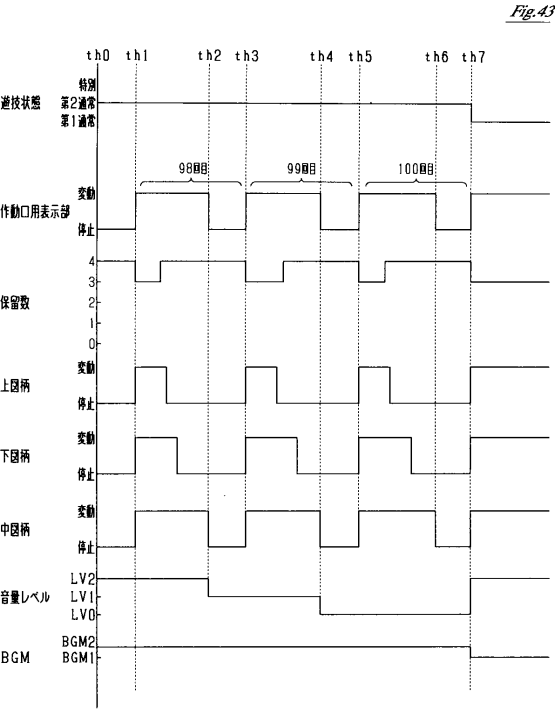 Fig.43
th0 th1 th2 th3 th4 th5 th6 th7
特別
遊技状態 第2通常
第1通常
98回目 99回目 100回目
変動
作動口用表示部
停止
4
3
保留数 2
1
0
変動
上図柄
停止
変動
下図柄
停止
変動
中図柄
停止
LV2
音量レベル LV1
LV0
BGM2
BGM BGM1